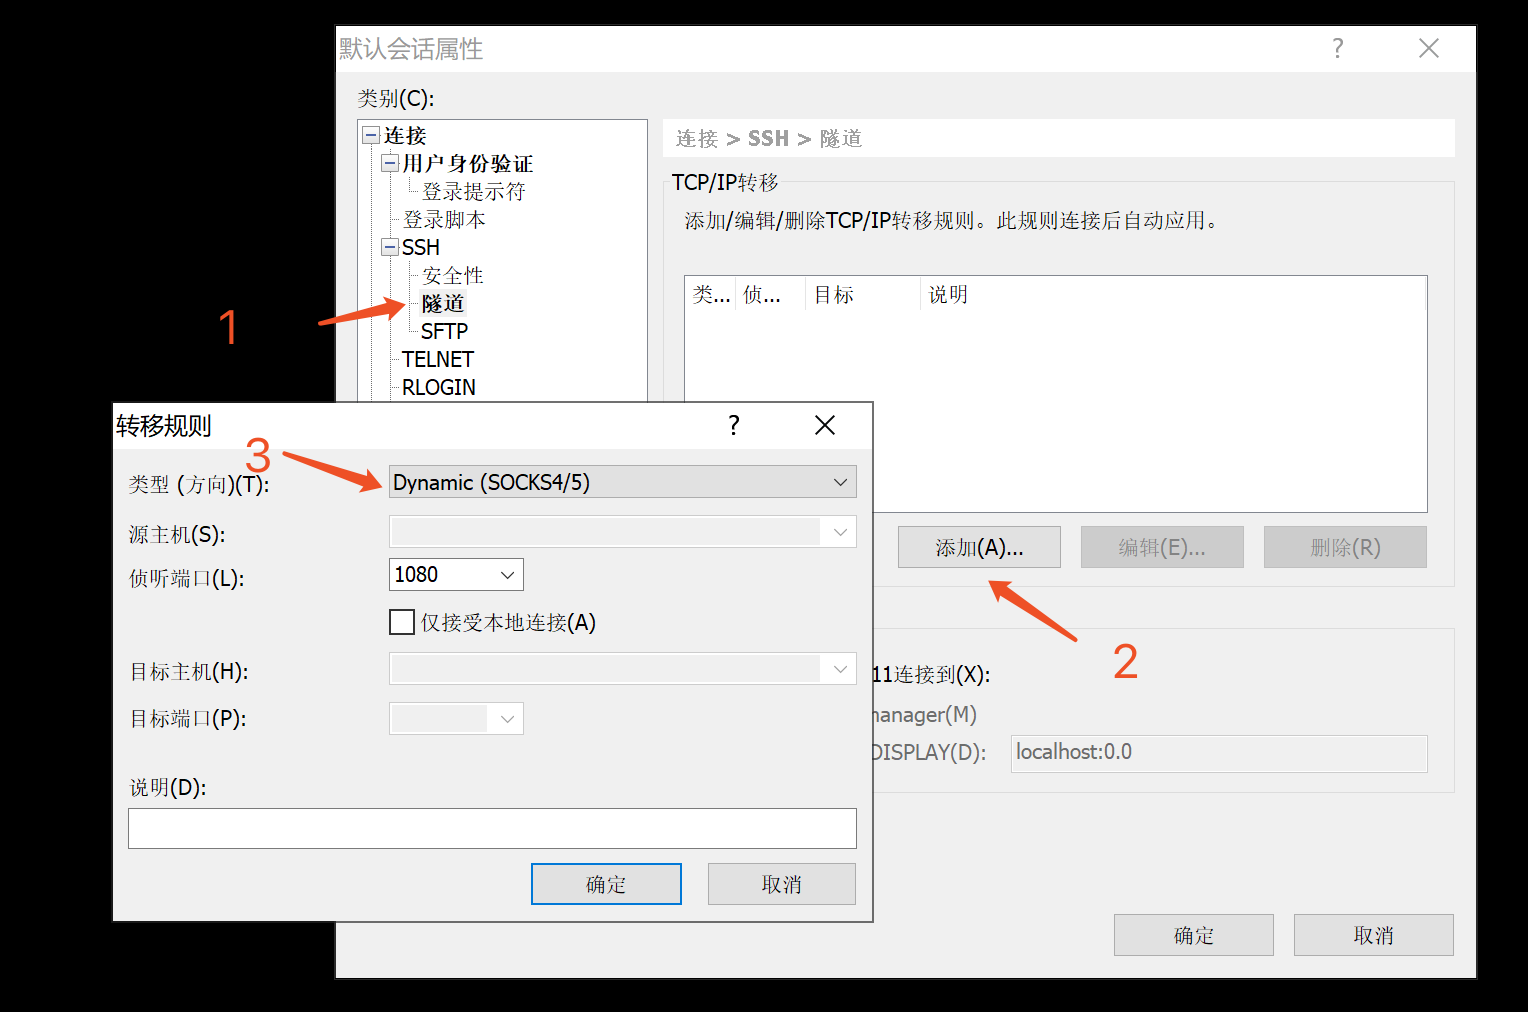 默认会话属性
?
类别(C):
连接
用户身份验证
登录提示符
登录脚本
SSH
安全性
隧道
SFTP
TELNET
RLOGIN
1
连接 > SSH > 隧道
TCP/IP转移
添加/编辑/删除TCP/IP转移规则。此规则连接后自动应用。
类... 侦... 目标 说明
添加(A)... 编辑(E)... 删除(R)
2
11连接到(X):
manager(M)
DISPLAY(D): localhost:0.0
确定 取消
转移规则
?
3
类型 (方向)(T): Dynamic (SOCKS4/5)
源主机(S):
侦听端口(L): 1080
仅接受本地连接(A)
目标主机(H):
目标端口(P):
说明(D):
确定 取消